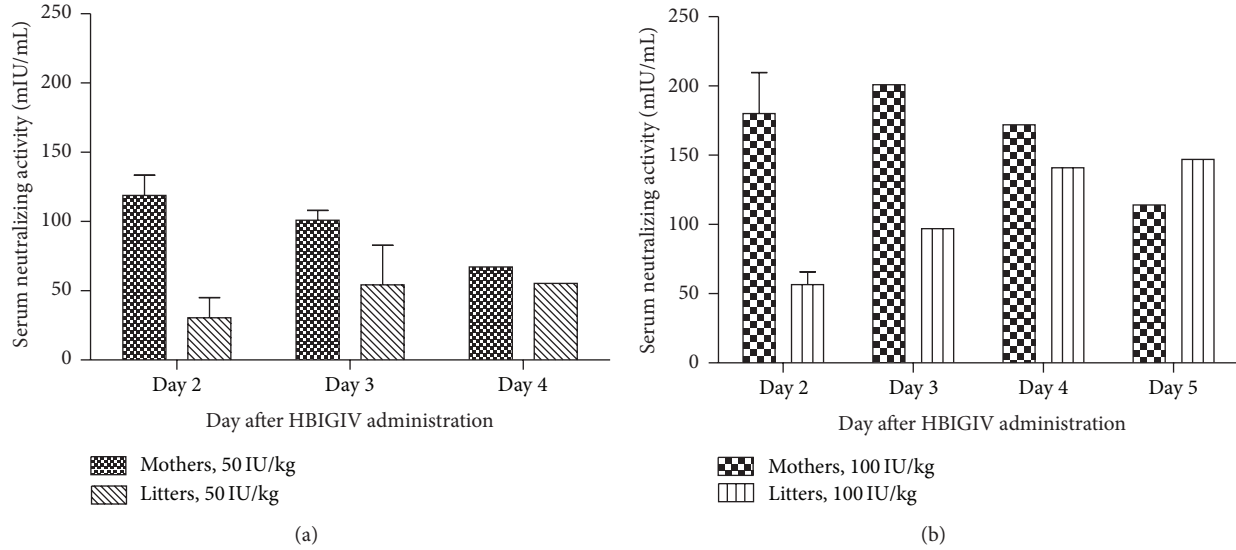 250
200
150
100
50
0
Serum neutralizing activity (mIU/mL)
Day 2 Day 3 Day 4
Day after HBIGIV administration
Mothers, 50 IU/kg
Litters, 50 IU/kg
(a)
250
200
150
100
50
0
Serum neutralizing activity (mIU/mL)
Day 2 Day 3 Day 4 Day 5
Day after HBIGIV administration
Mothers, 100 IU/kg
Litters, 100 IU/kg
(b)